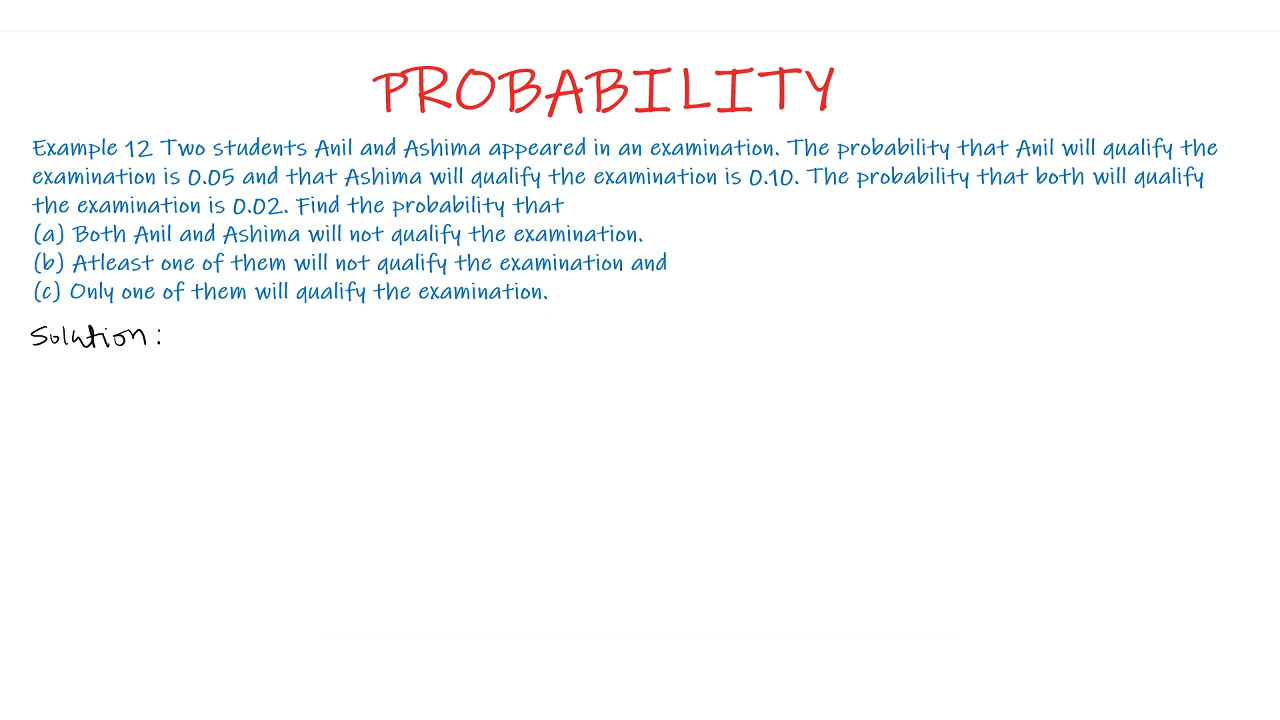 PROBABILITY
Example 12 Two students Anil and Ashima appeared in an examination. The probability that Anil will qualify the
examination is 0.05 and that Ashima will qualify the examination is 0.10. The probability that both will qualify
the examination is 0.02. Find the probability that
(a) Both Anil and Ashima will not qualify the examination.
(b) Atleast one of them will not qualify the examination and
(c) Only one of them will qualify the examination.
Solution: